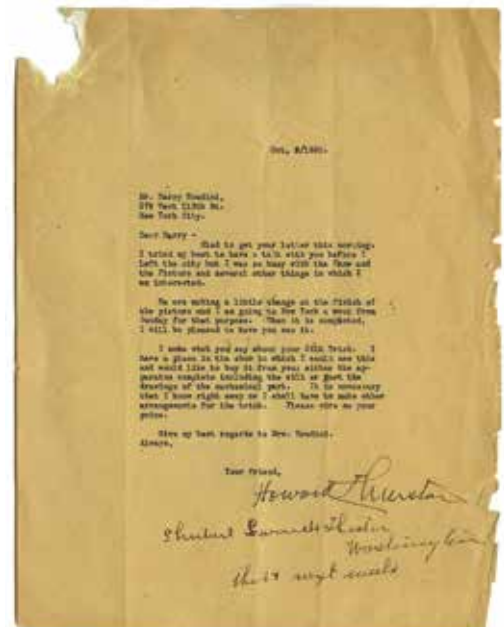 Oct. /1920.
Mr. Harry Houdini,
278 West 113th St.
New York City.
Dear Harry -
Glad to get your letter this morning.
I tried my best to have a talk with you before I
left the city but I was so busy with the Show and
the Picture and several other things in which I
am interested.
We are making a little change at the finish of
the picture and I am going to New York a week from
Sunday for that purpose. When it is completed,
I will be pleased to have you see it.
I note what you say about your Milk Trick. I
have a place in the show in which I could use this
and would like to buy it from you; either the ap-
paratus complete including the or just the
drawings of the mechanical part. It is necessary
that I know right away as I shall have to make other
arrangements for the trick. Please wire me your
price.
Give my best regards to Mrs. Houdini.
Always,
Your friend,
Howard Thurston
Shubert Theater
Washington
this & next week